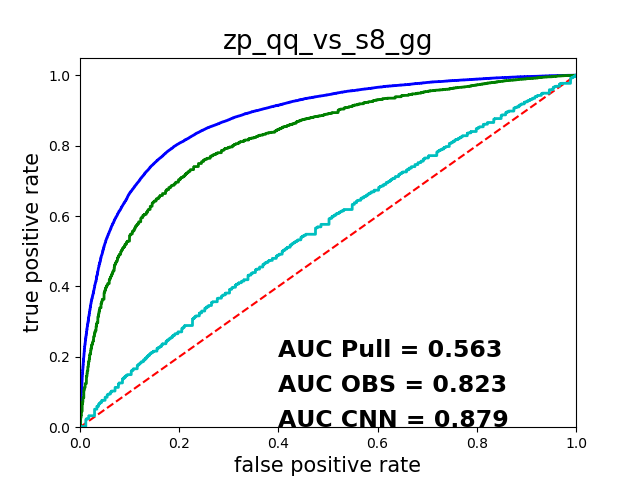 zp_qq_vs_s8_gg
1.0
0.8
0.6
0.4
0.2
0.0
true positive rate
AUC Pull = 0.563
AUC OBS = 0.823
AUC CNN = 0.879
0.0 0.2 0.4 0.6 0.8 1.0
false positive rate